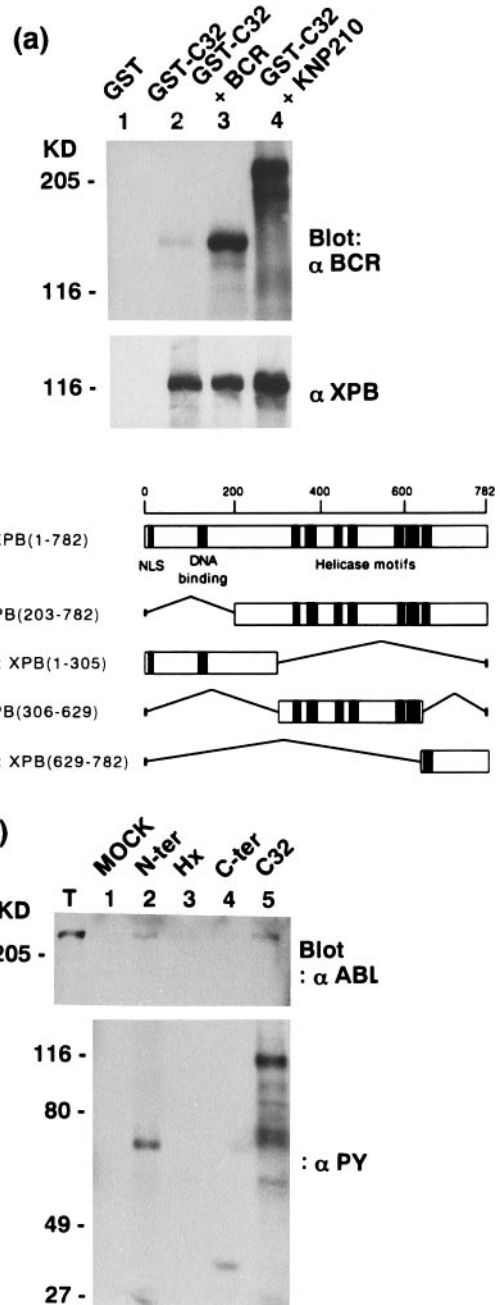 (a)
GST
GST-C32
GST-C32
+ BCR
GST-C32
+ KNP210
1 2 3 4
KD
205 -
116 -
Blot:
α BCR
116 -
α XPB
0 200 400 600 782
XPB(1-782)
NLS
DNA
binding
Helicase motifs
PB(203-782)
: XPB(1-305)
PB(306-629)
: XPB(629-782)
)
MOCK
N-ter
Hx
C-ter
C32
T 1 2 3 4 5
KD
205 -
Blot
: α ABL
116 -
80 -
: α PY
49 -
27 -